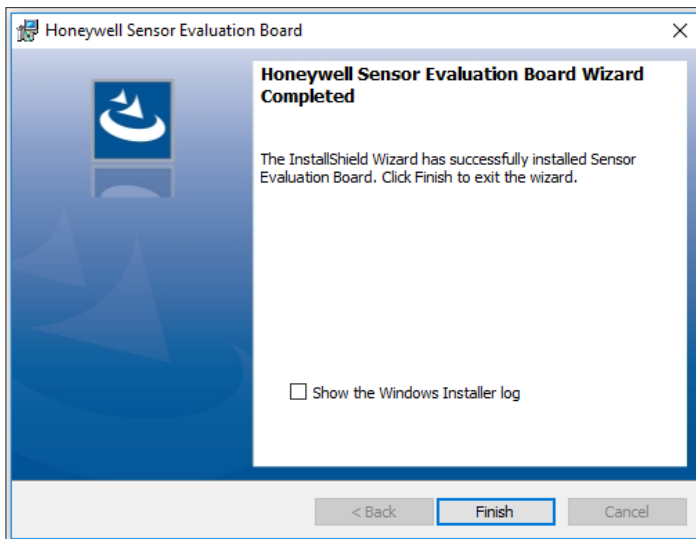 Honeywell Sensor Evaluation Board
Honeywell Sensor Evaluation Board Wizard
Completed
The InstallShield Wizard has successfully installed Sensor
Evaluation Board. Click Finish to exit the wizard.
Show the Windows Installer log
< Back
Finish
Cancel